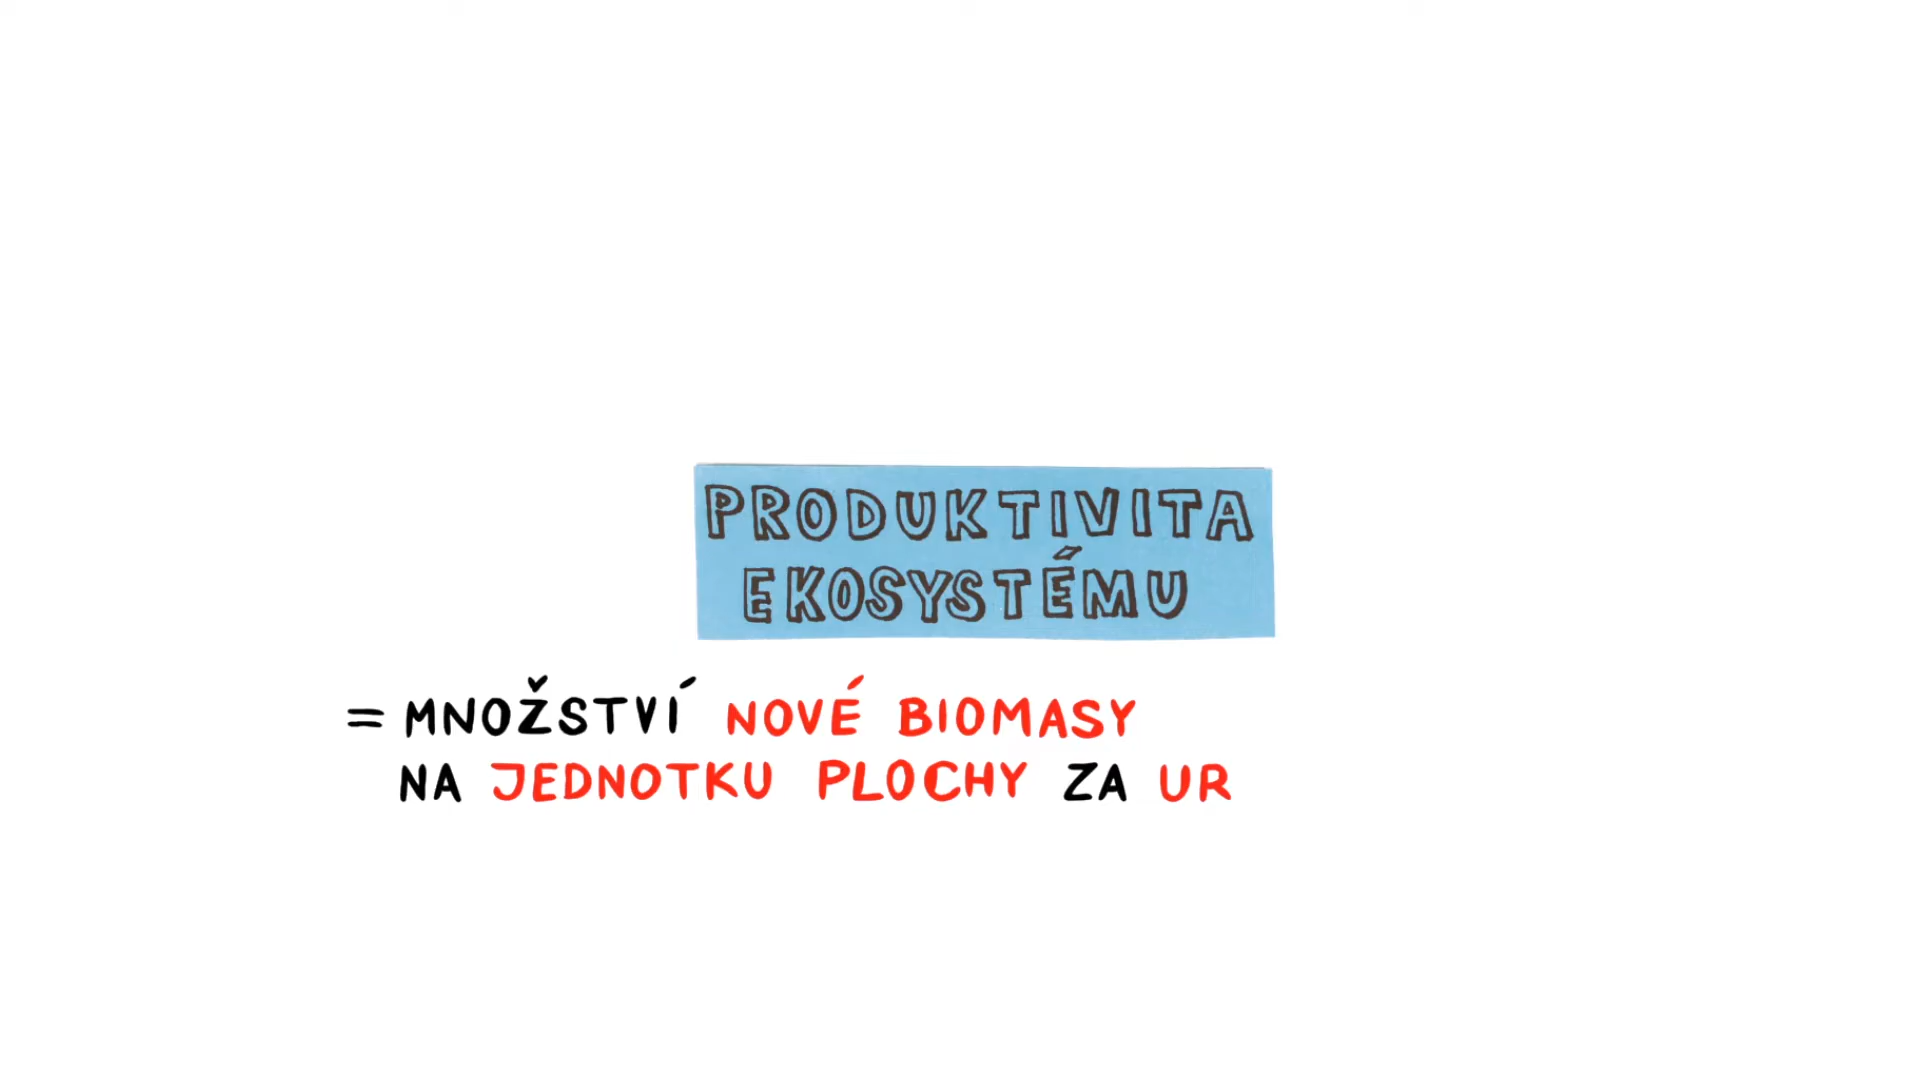 PRODUKTIVITA
EKOSYSTÉMU
= MNOŽSTVÍ NOVÉ BIOMASY
NA JEDNOTKU PLOCHY ZA UR